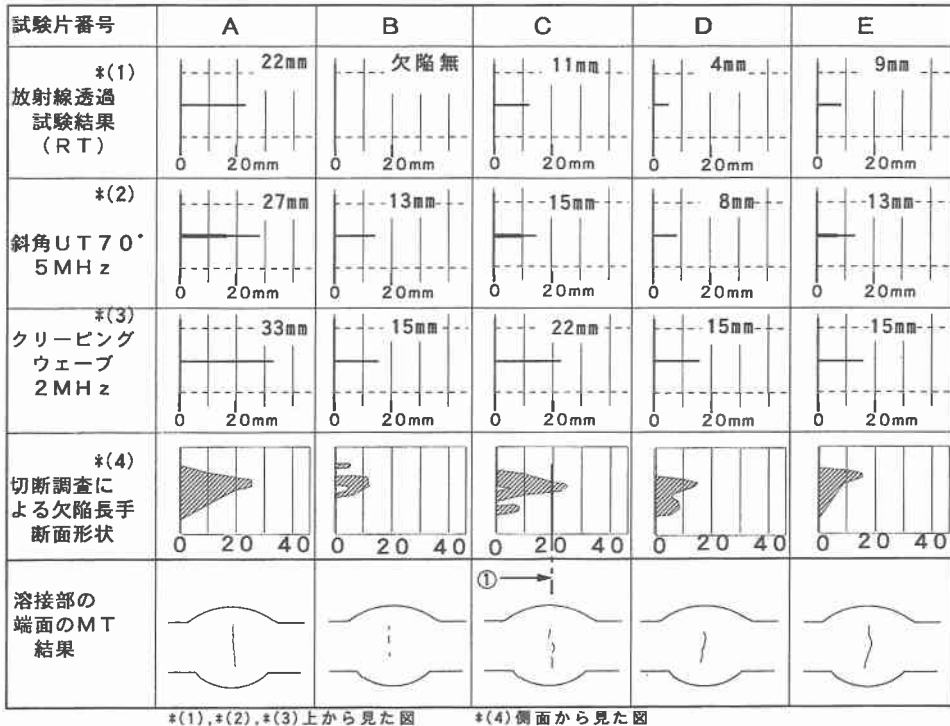 試験片番号 A B C D E
*(1)
放射線透過
試験結果
(RT)
22mm 欠陥無 11mm 4mm 9mm
0 20mm 0 20mm 0 20mm 0 20mm 0 20mm
*(2)
斜角UT70°
5MHz
27mm 13mm 15mm 8mm 13mm
0 20mm 0 20mm 0 20mm 0 20mm 0 20mm
*(3)
クリーピング
ウェーブ
2MHz
33mm 15mm 22mm 15mm 15mm
0 20mm 0 20mm 0 20mm 0 20mm 0 20mm
*(4)
切断調査に
よる欠陥長手
断面形状
0 20 40 0 20 40 0 20 40 0 20 40 0 20 40
①
溶接部の
端面のMT
結果
*(1),*(2),*(3)上から見た図 *(4)側面から見た図